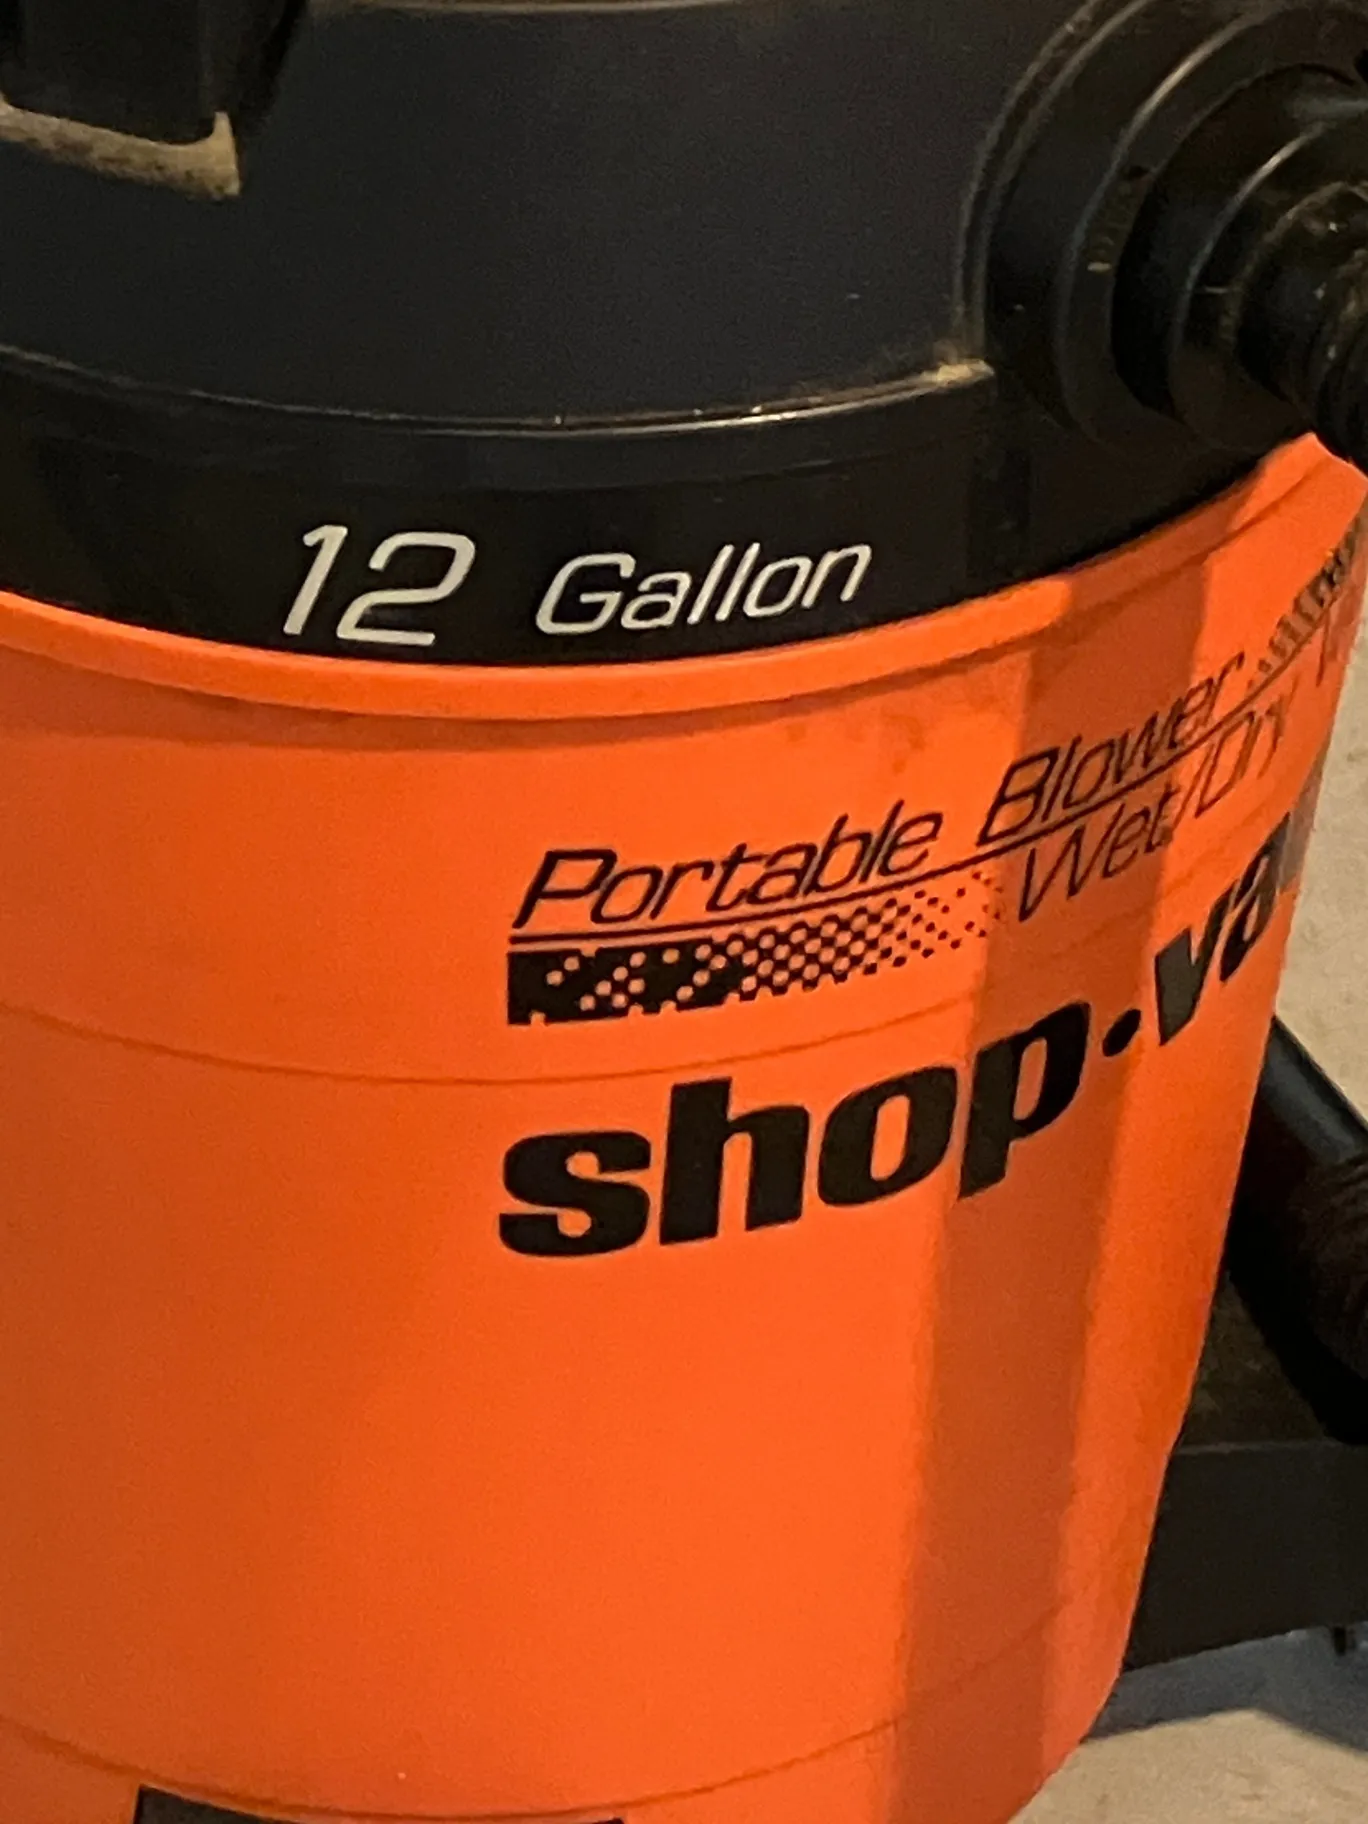 12 Gallon
Portable Blower
Wet/Dry
shop.va